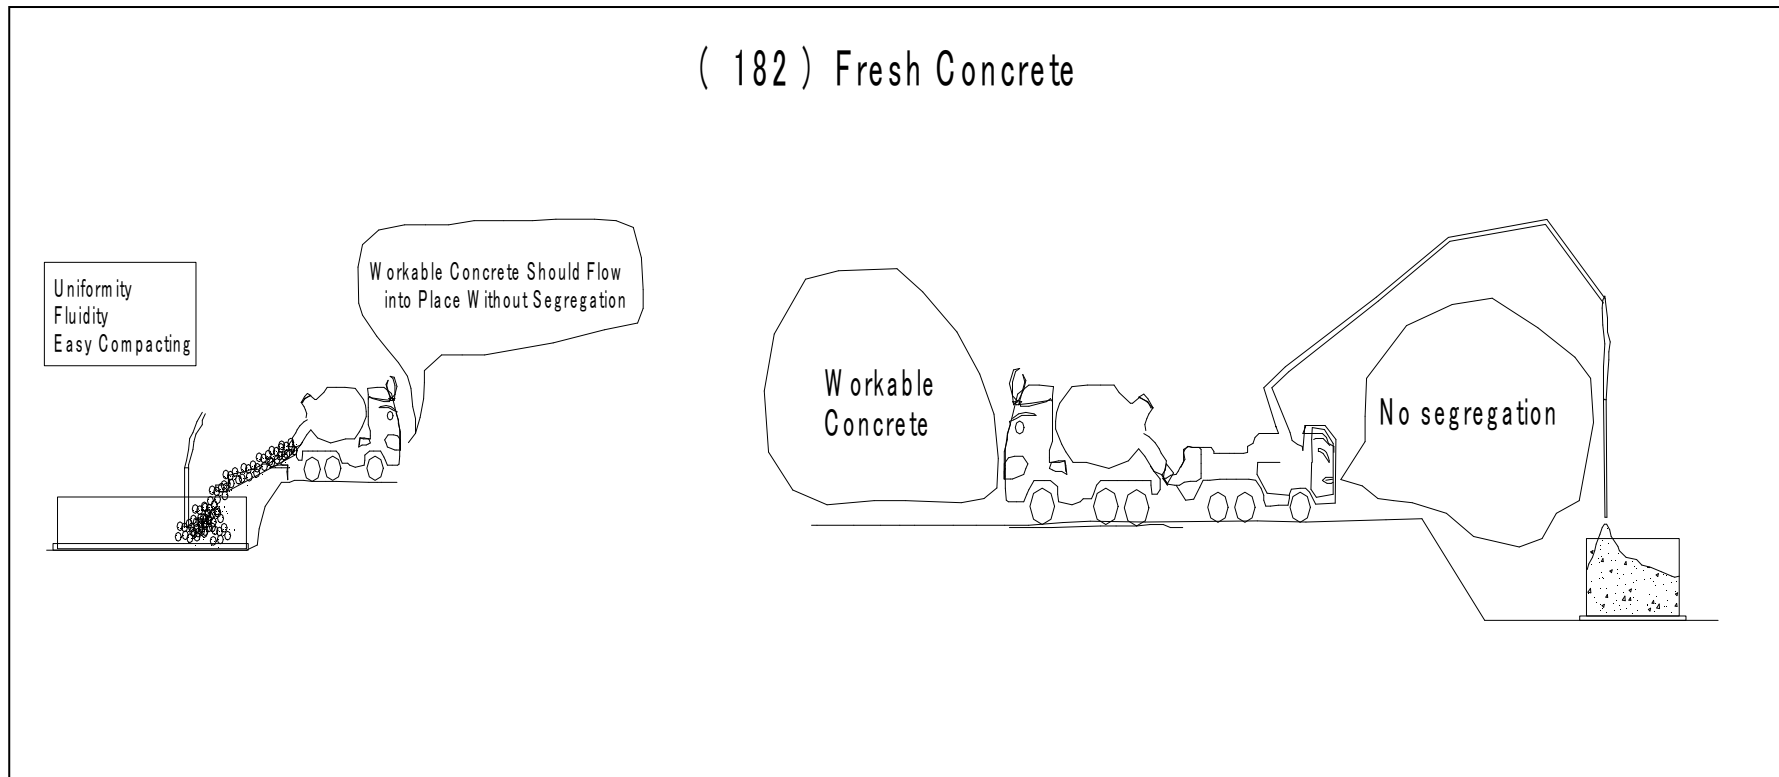 ( 182 ) Fresh Concrete
Uniformity
Fluidity
Easy Compacting
Workable Concrete Should Flow
into Place Without Segregation
Workable
Concrete
No segregation